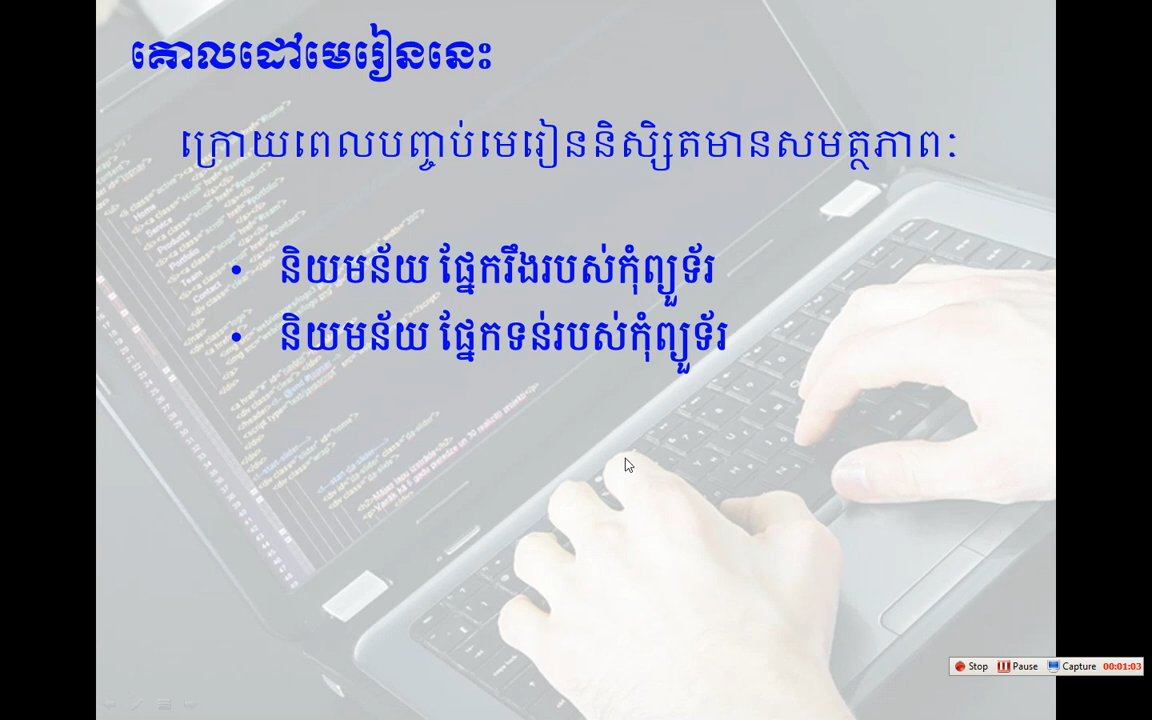 គោលដៅមេរៀននេះ
ក្រោយពេលបញ្ចប់មេរៀននិស្សិតមានសមត្ថភាពៈ
• និយមន័យ ផ្នែករឹងរបស់កុំព្យួទ័រ
• និយមន័យ ផ្នែកទន់របស់កុំព្យួទ័រ
Stop Pause Capture 00:01:03